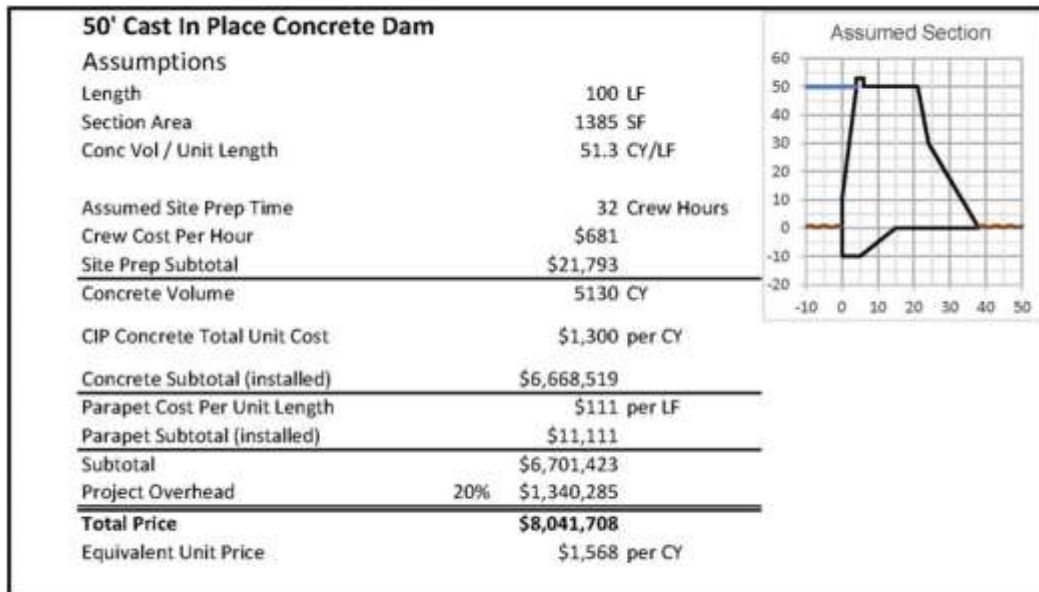 50' Cast In Place Concrete Dam
Assumptions
Length 100 LF
Section Area 1385 SF
Conc Vol / Unit Length 51.3 CY/LF
Assumed Site Prep Time 32 Crew Hours
Crew Cost Per Hour $681
Site Prep Subtotal $21,793
Concrete Volume 5130 CY
CIP Concrete Total Unit Cost $1,300 per CY
Concrete Subtotal (installed) $6,668,519
Parapet Cost Per Unit Length $111 per LF
Parapet Subtotal (installed) $11,111
Subtotal $6,701,423
Project Overhead 20% $1,340,285
Total Price $8,041,708
Equivalent Unit Price $1,568 per CY
Assumed Section
60
50
40
30
20
10
0
-10
-20
-10 0 10 20 30 40 50